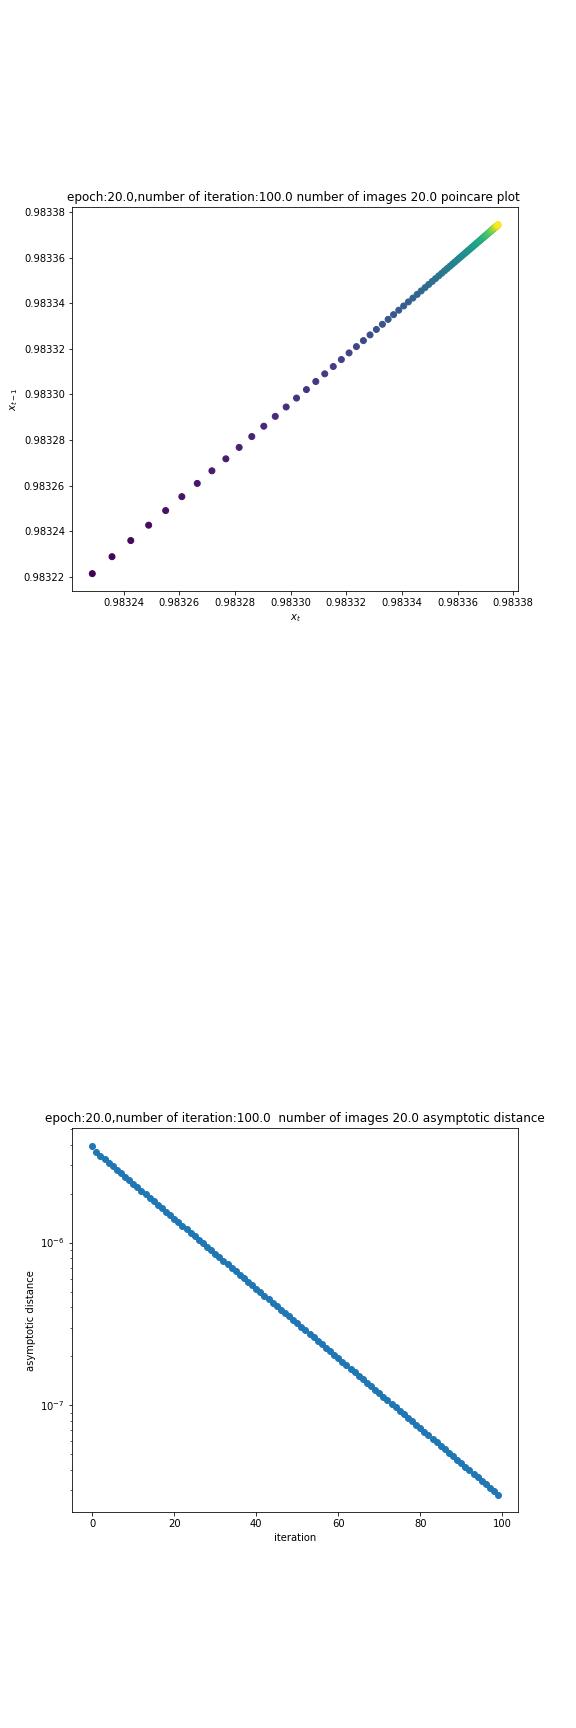 epoch:20.0,number of iteration:100.0 number of images 20.0 poincare plot
0.98338
0.98336
0.98334
0.98332
0.98330
0.98328
0.98326
0.98324
0.98322
x_{t-1}
0.98324 0.98326 0.98328 0.98330 0.98332 0.98334 0.98336 0.98338
x_t
epoch:20.0,number of iteration:100.0  number of images 20.0 asymptotic distance
10^{-6}
10^{-7}
asymptotic distance
0 20 40 60 80 100
iteration